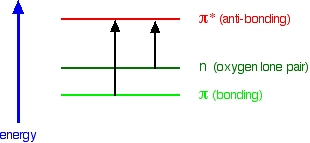 π* (anti-bonding)
n (oxygen lone pair)
π (bonding)
energy